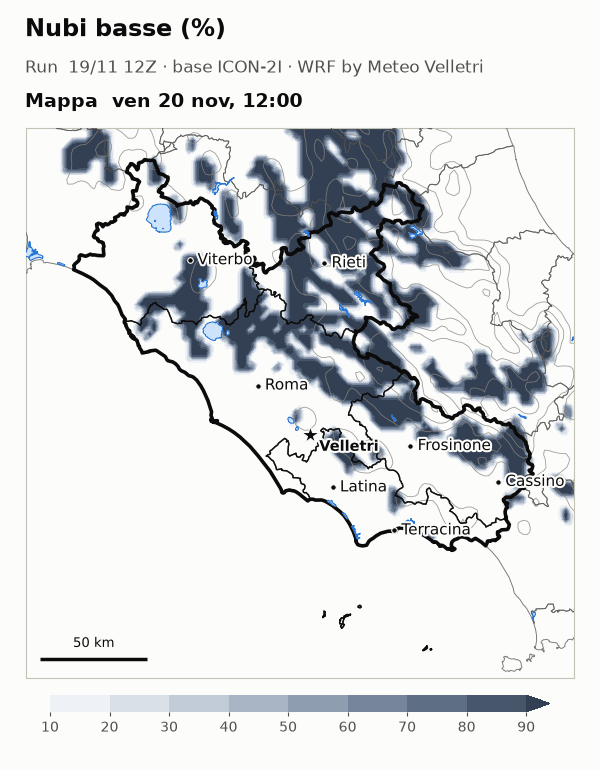 Nubi basse (%)
Run  19/11 12Z · base ICON-2I · WRF by Meteo Velletri
Mappa  ven 20 nov, 12:00
Viterbo
Rieti
Roma
Velletri
Frosinone
Latina
Cassino
Terracina
50 km
10 20 30 40 50 60 70 80 90